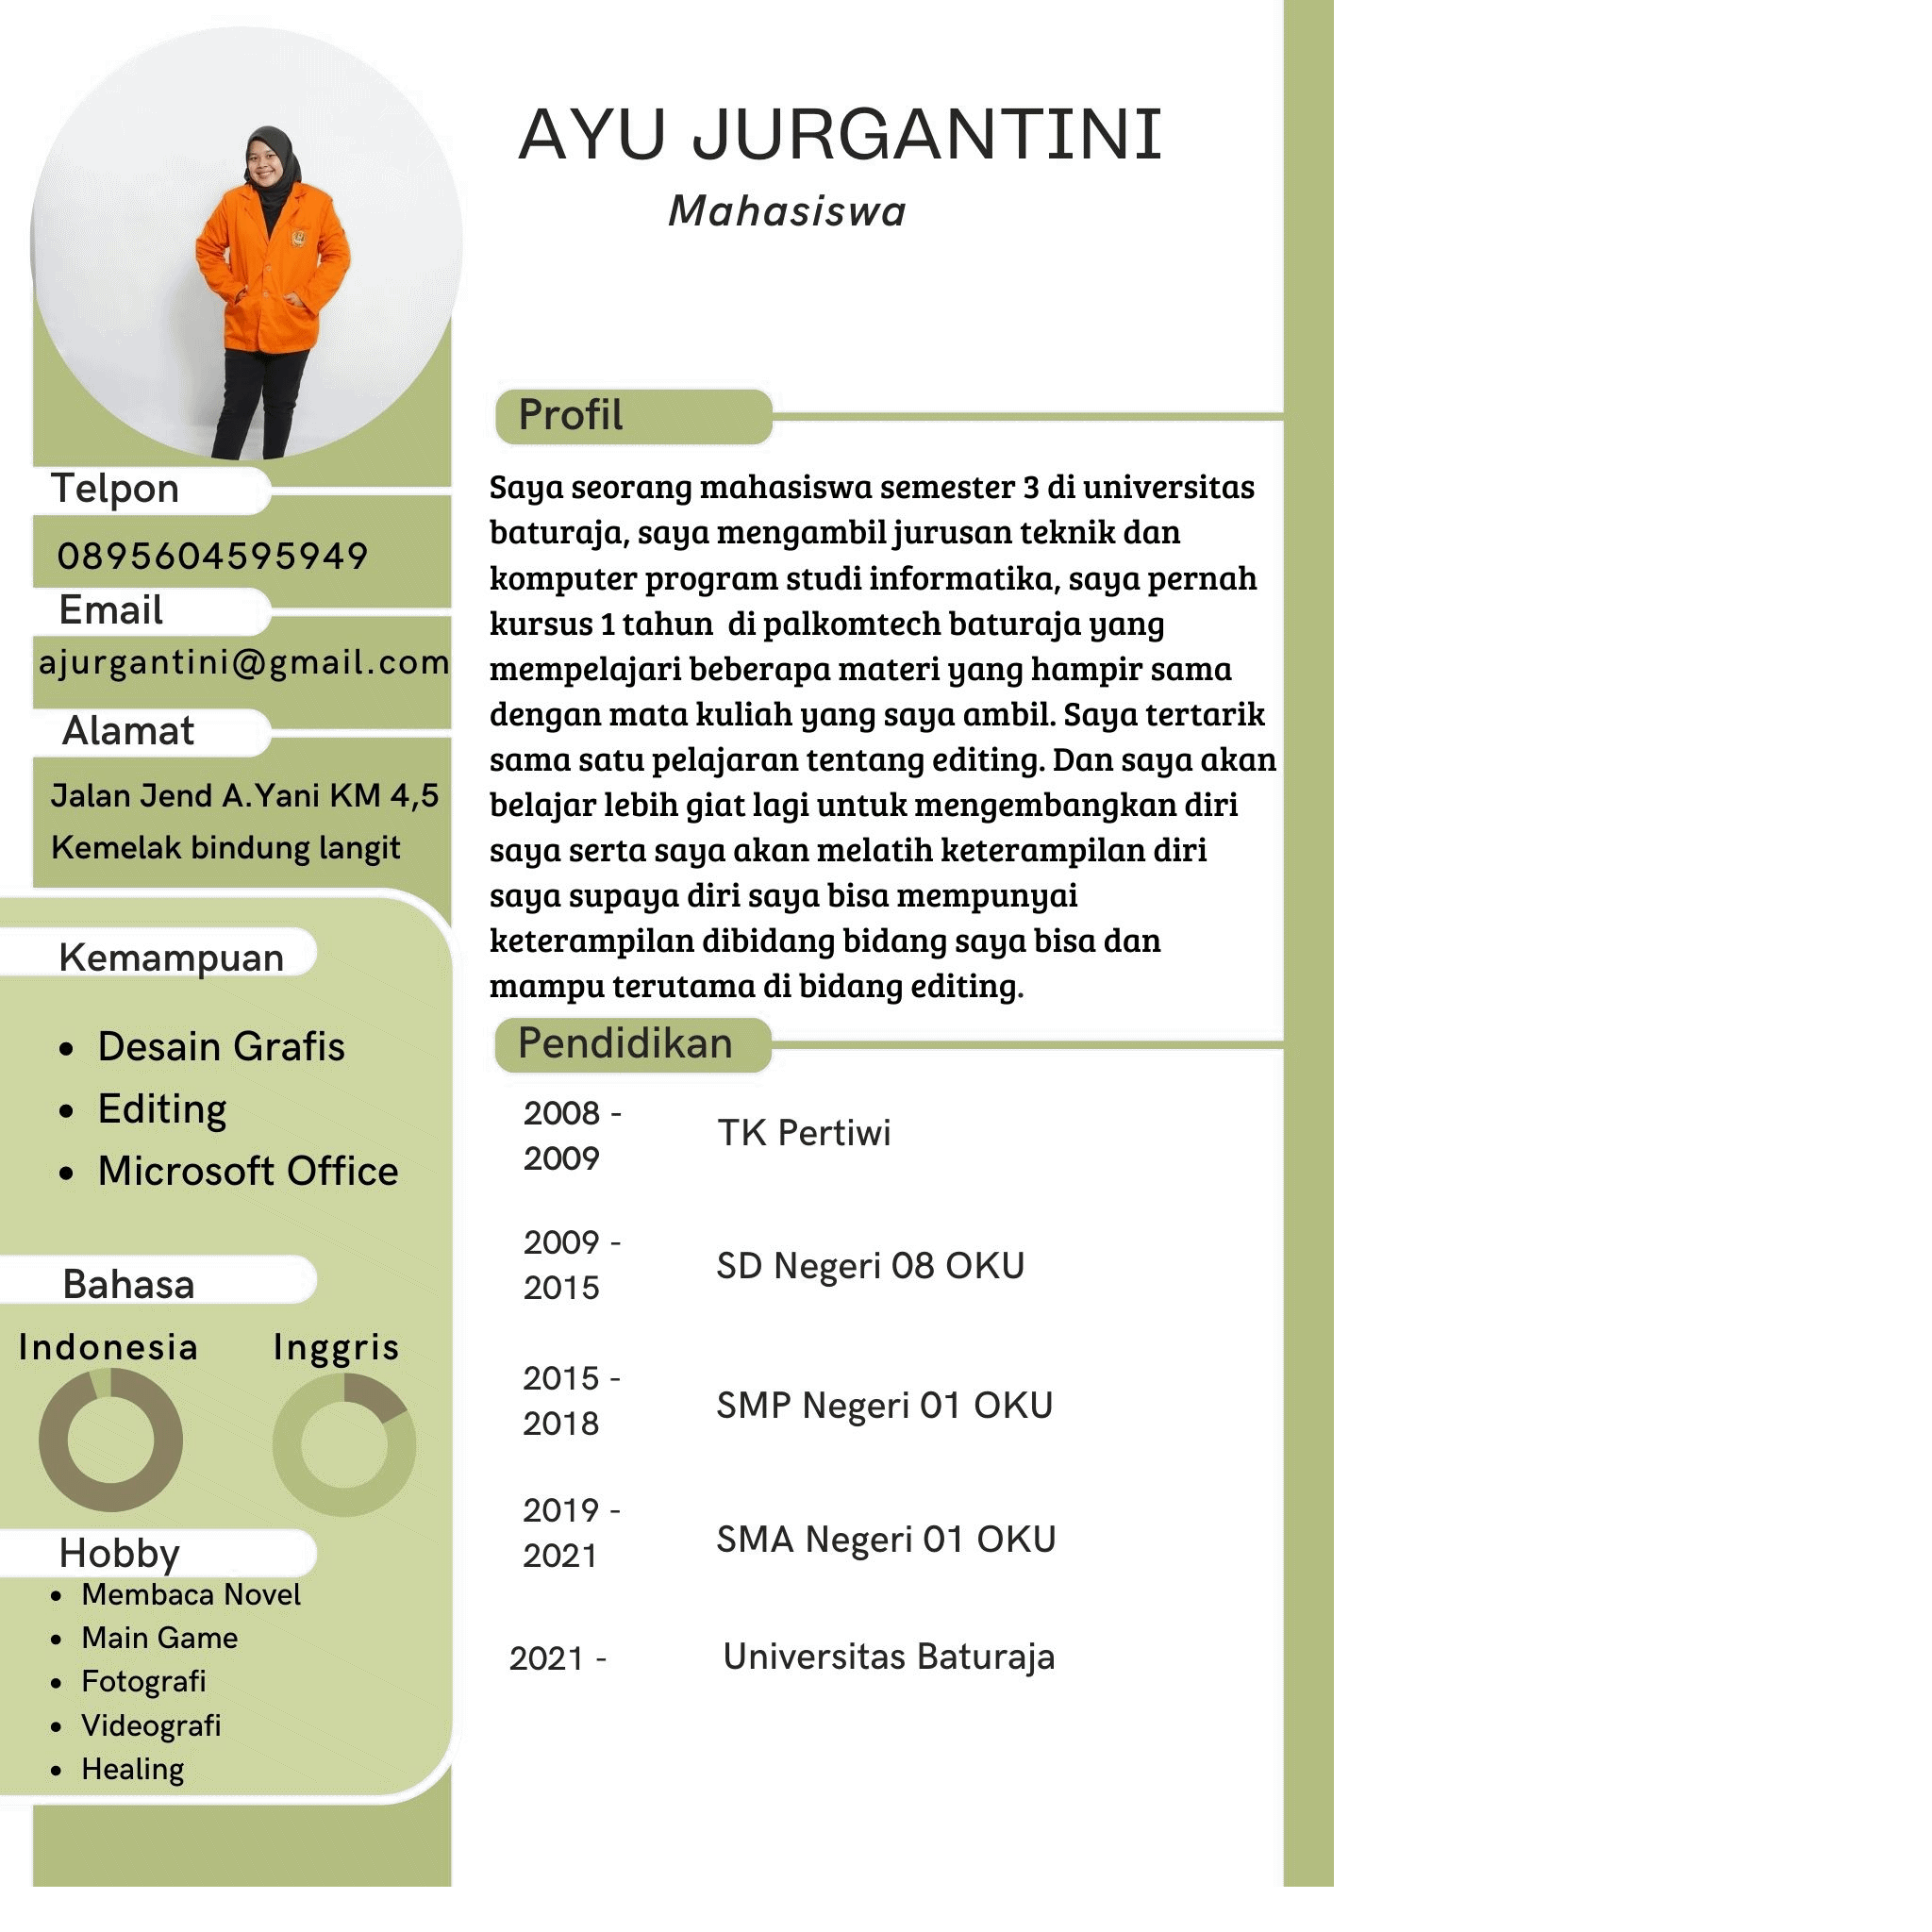 AYU JURGANTINI
Mahasiswa
Telpon
0895604595949
Email
ajurgantini@gmail.com
Alamat
Jalan Jend A.Yani KM 4,5
Kemelak bindung langit
Kemampuan
• Desain Grafis
• Editing
• Microsoft Office
Bahasa
Indonesia
Inggris
Hobby
• Membaca Novel
• Main Game
• Fotografi
• Videografi
• Healing
Profil
Saya seorang mahasiswa semester 3 di universitas
baturaja, saya mengambil jurusan teknik dan
komputer program studi informatika, saya pernah
kursus 1 tahun di palkomtech baturaja yang
mempelajari beberapa materi yang hampir sama
dengan mata kuliah yang saya ambil. Saya tertarik
sama satu pelajaran tentang editing. Dan saya akan
belajar lebih giat lagi untuk mengembangkan diri
saya serta saya akan melatih keterampilan diri
saya supaya diri saya bisa mempunyai
keterampilan dibidang bidang saya bisa dan
mampu terutama di bidang editing.
Pendidikan
2008 -
2009
TK Pertiwi
2009 -
2015
SD Negeri 08 OKU
2015 -
2018
SMP Negeri 01 OKU
2019 -
2021
SMA Negeri 01 OKU
2021 -
Universitas Baturaja